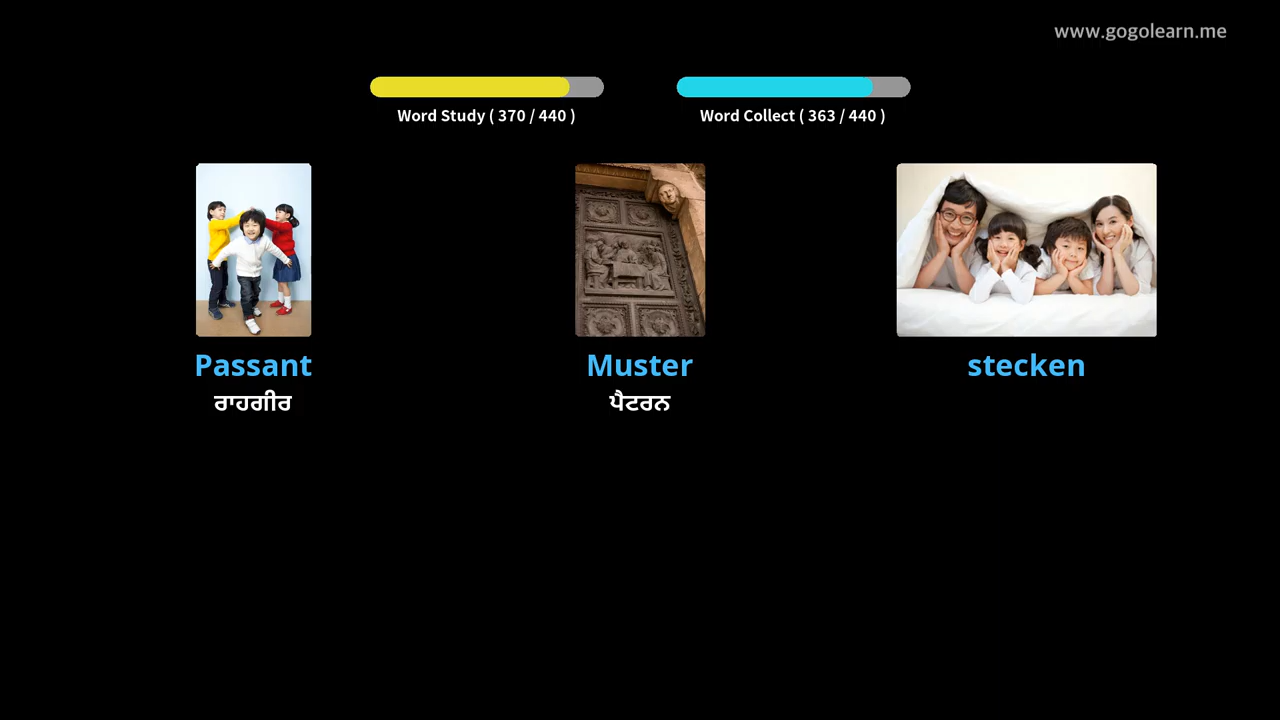 www.gogolearn.me
Word Study ( 370 / 440 )
Word Collect ( 363 / 440 )
Passant
Muster
stecken
ਰਾਹਗੀਰ
ਪੈਟਰਨ